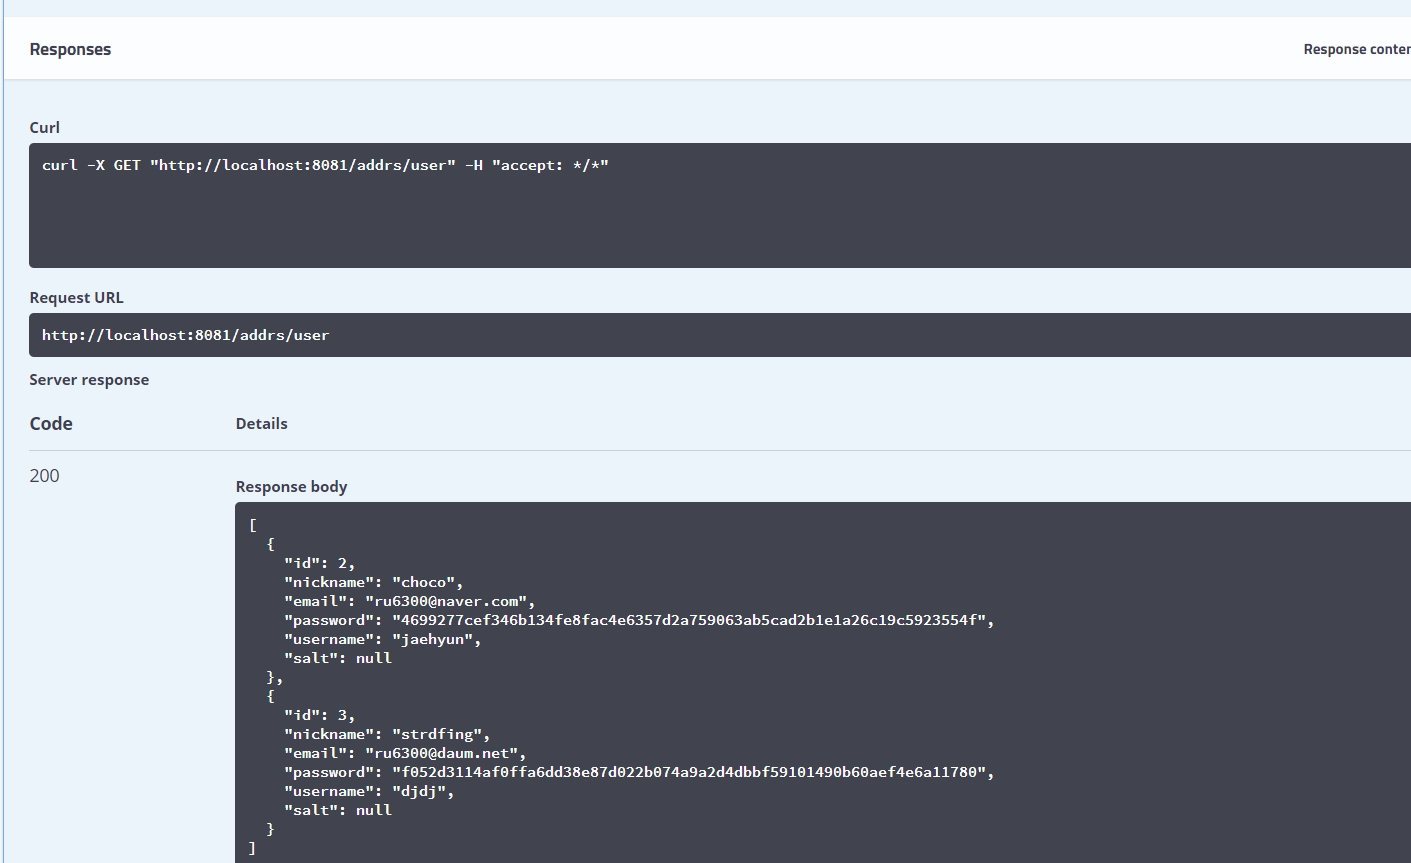 Responses
Response conten
Curl
curl -X GET "http://localhost:8081/addrs/user" -H "accept: */*"
Request URL
http://localhost:8081/addrs/user
Server response
Code
Details
200
Response body
[
  {
    "id": 2,
    "nickname": "choco",
    "email": "ru6300@naver.com",
    "password": "4699277cef346b134fe8fac4e6357d2a759063ab5cad2b1e1a26c19c5923554f",
    "username": "jaehyun",
    "salt": null
  },
  {
    "id": 3,
    "nickname": "strdfing",
    "email": "ru6300@daum.net",
    "password": "f052d3114af0ffa6dd38e87d022b074a9a2d4dbbf59101490b60aef4e6a11780",
    "username": "djdj",
    "salt": null
  }
]